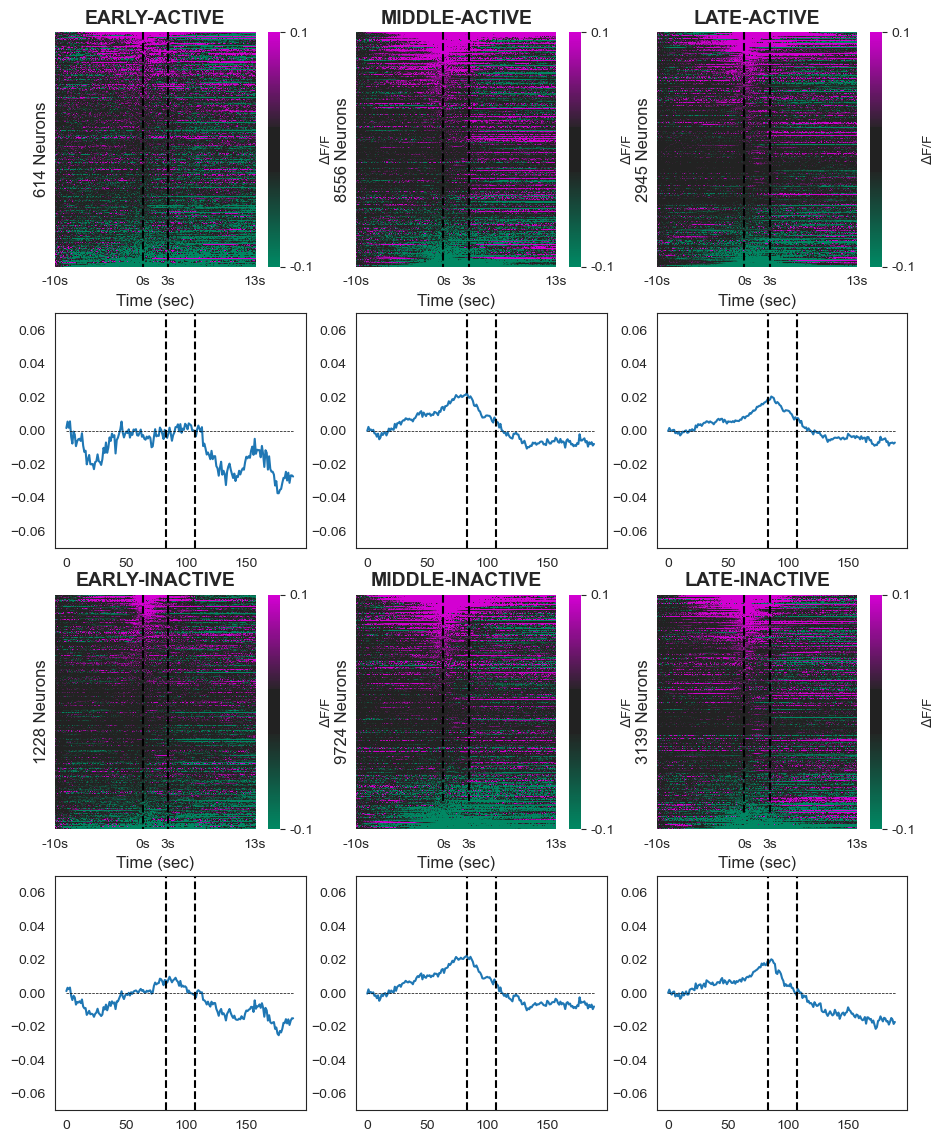 EARLY-ACTIVE MIDDLE-ACTIVE LATE-ACTIVE
0.1 0.1 0.1
614 Neurons ΔF/F 8556 Neurons ΔF/F 2945 Neurons ΔF/F
-0.1 -0.1 -0.1
-10s 0s 3s 13s -10s 0s 3s 13s -10s 0s 3s 13s
Time (sec) Time (sec) Time (sec)
0.06 0.06 0.06
0.04 0.04 0.04
0.02 0.02 0.02
0.00 0.00 0.00
−0.02 −0.02 −0.02
−0.04 −0.04 −0.04
−0.06 −0.06 −0.06
0 50 100 150 0 50 100 150 0 50 100 150
EARLY-INACTIVE MIDDLE-INACTIVE LATE-INACTIVE
0.1 0.1 0.1
1228 Neurons ΔF/F 9724 Neurons ΔF/F 3139 Neurons ΔF/F
-0.1 -0.1 -0.1
-10s 0s 3s 13s -10s 0s 3s 13s -10s 0s 3s 13s
Time (sec) Time (sec) Time (sec)
0.06 0.06 0.06
0.04 0.04 0.04
0.02 0.02 0.02
0.00 0.00 0.00
−0.02 −0.02 −0.02
−0.04 −0.04 −0.04
−0.06 −0.06 −0.06
0 50 100 150 0 50 100 150 0 50 100 150